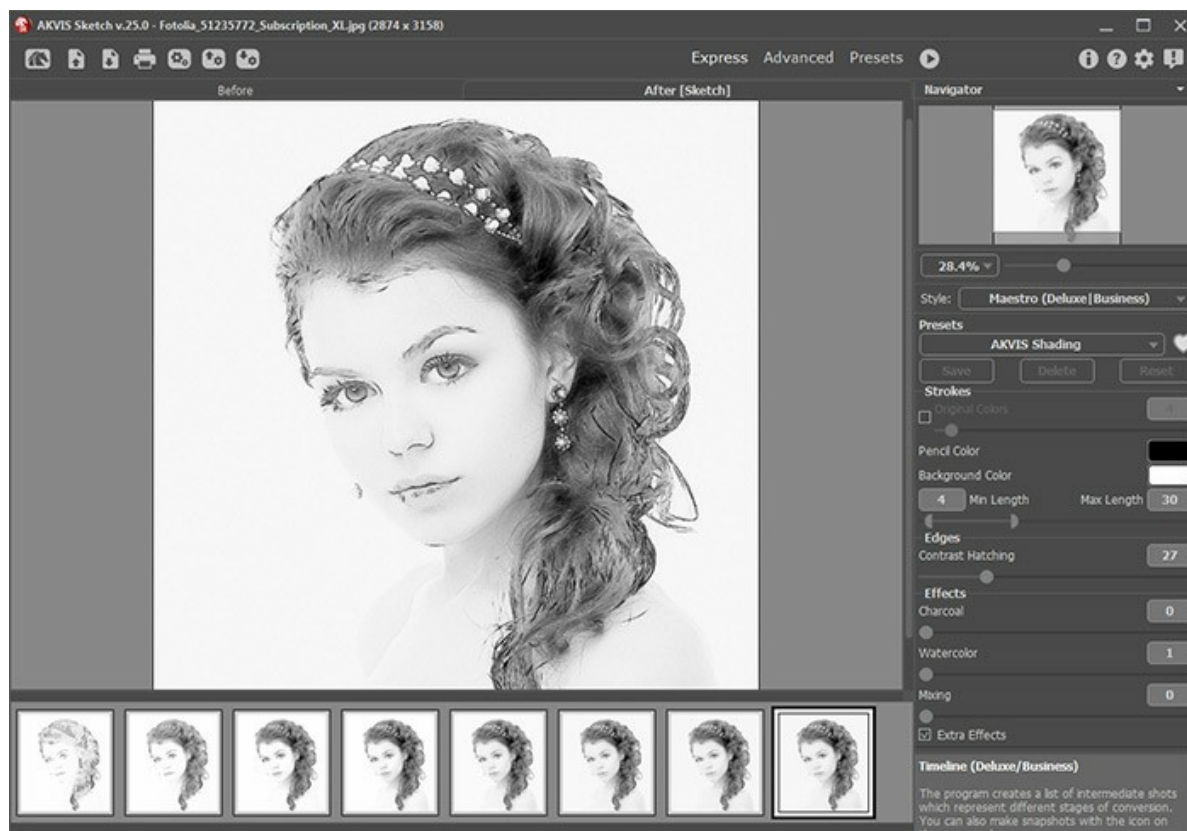 AKVIS Sketch v.25.0 - Fotolia_51235772_Subscription_XL.jpg (2874 x 3158)
Express Advanced Presets
Before After [Sketch]
Navigator
28.4%
Style: Maestro (Deluxe|Business)
Presets
AKVIS Shading
Save Delete Reset
Strokes
Original Colors 4
Pencil Color
Background Color
4 Min Length Max Length 30
Edges
Contrast Hatching 27
Effects
Charcoal 0
Watercolor 1
Mixing 0
Extra Effects
Timeline (Deluxe/Business)
The program creates a list of intermediate shots
which represent different stages of conversion.
You can also make snapshots with the icon on